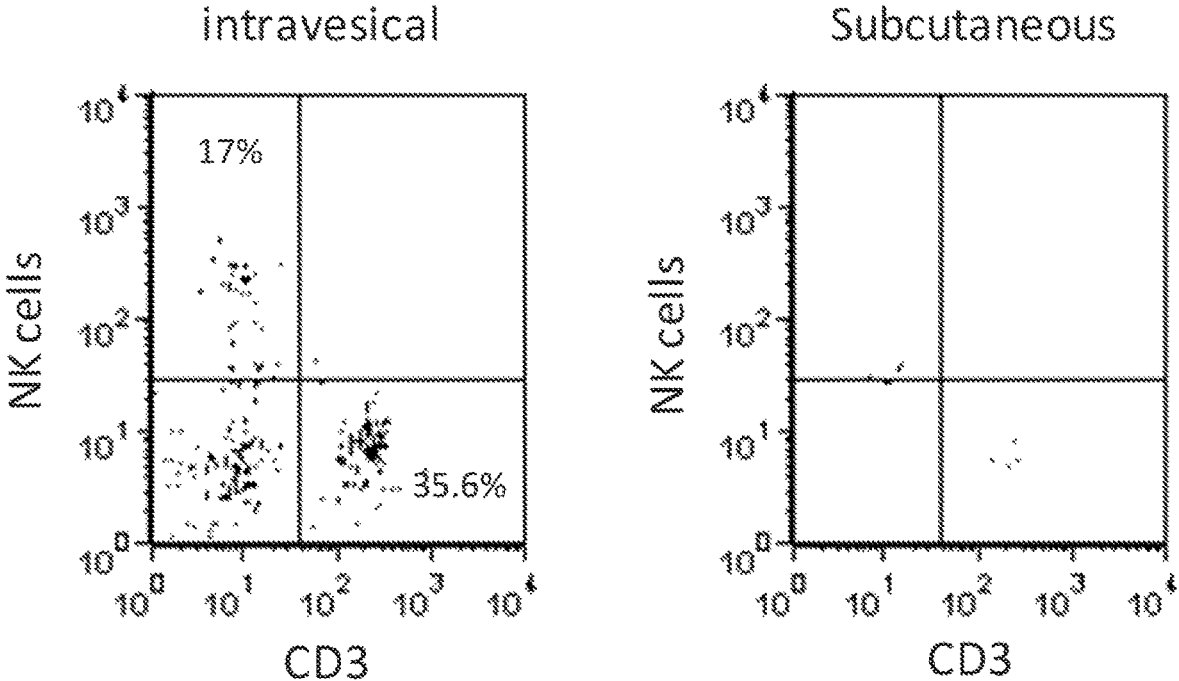 intravesical
Subcutaneous
10⁴
17%
10³
NK cells
10²
10¹
35.6%
10⁰
10⁰ 10¹ 10² 10³ 10⁴
CD3
10⁴
10³
NK cells
10²
10¹
10⁰
10⁰ 10¹ 10² 10³ 10⁴
CD3